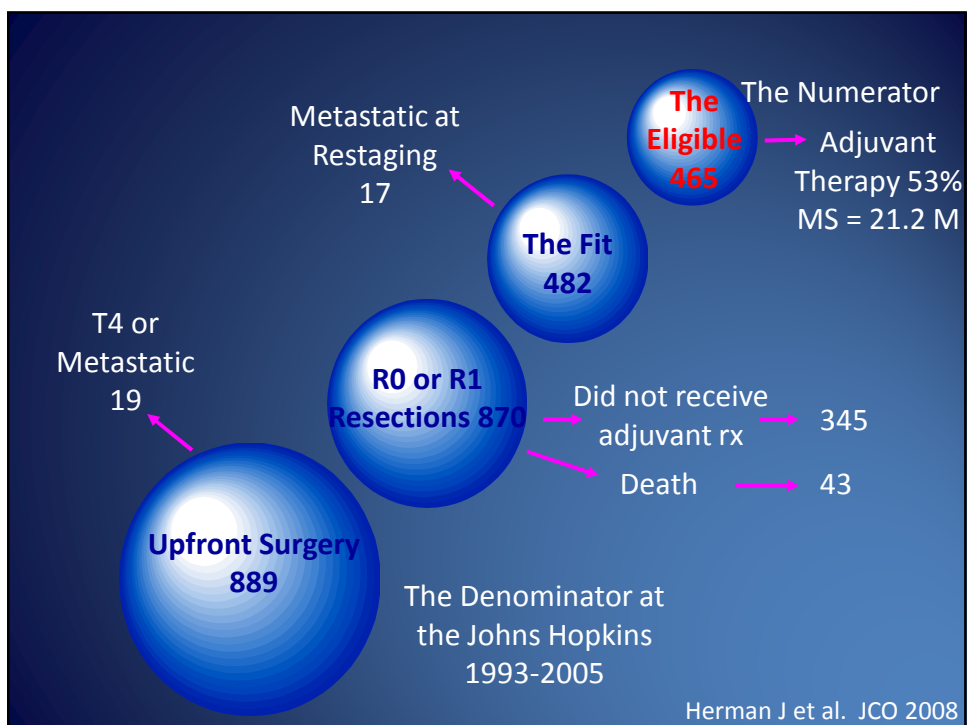 The
Eligible
465
The Numerator
Adjuvant
Therapy 53%
MS = 21.2 M
Metastatic at
Restaging
17
The Fit
482
T4 or
Metastatic
19
R0 or R1
Resections 870
Did not receive
adjuvant rx
345
Death
43
Upfront Surgery
889
The Denominator at
the Johns Hopkins
1993-2005
Herman J et al.  JCO 2008